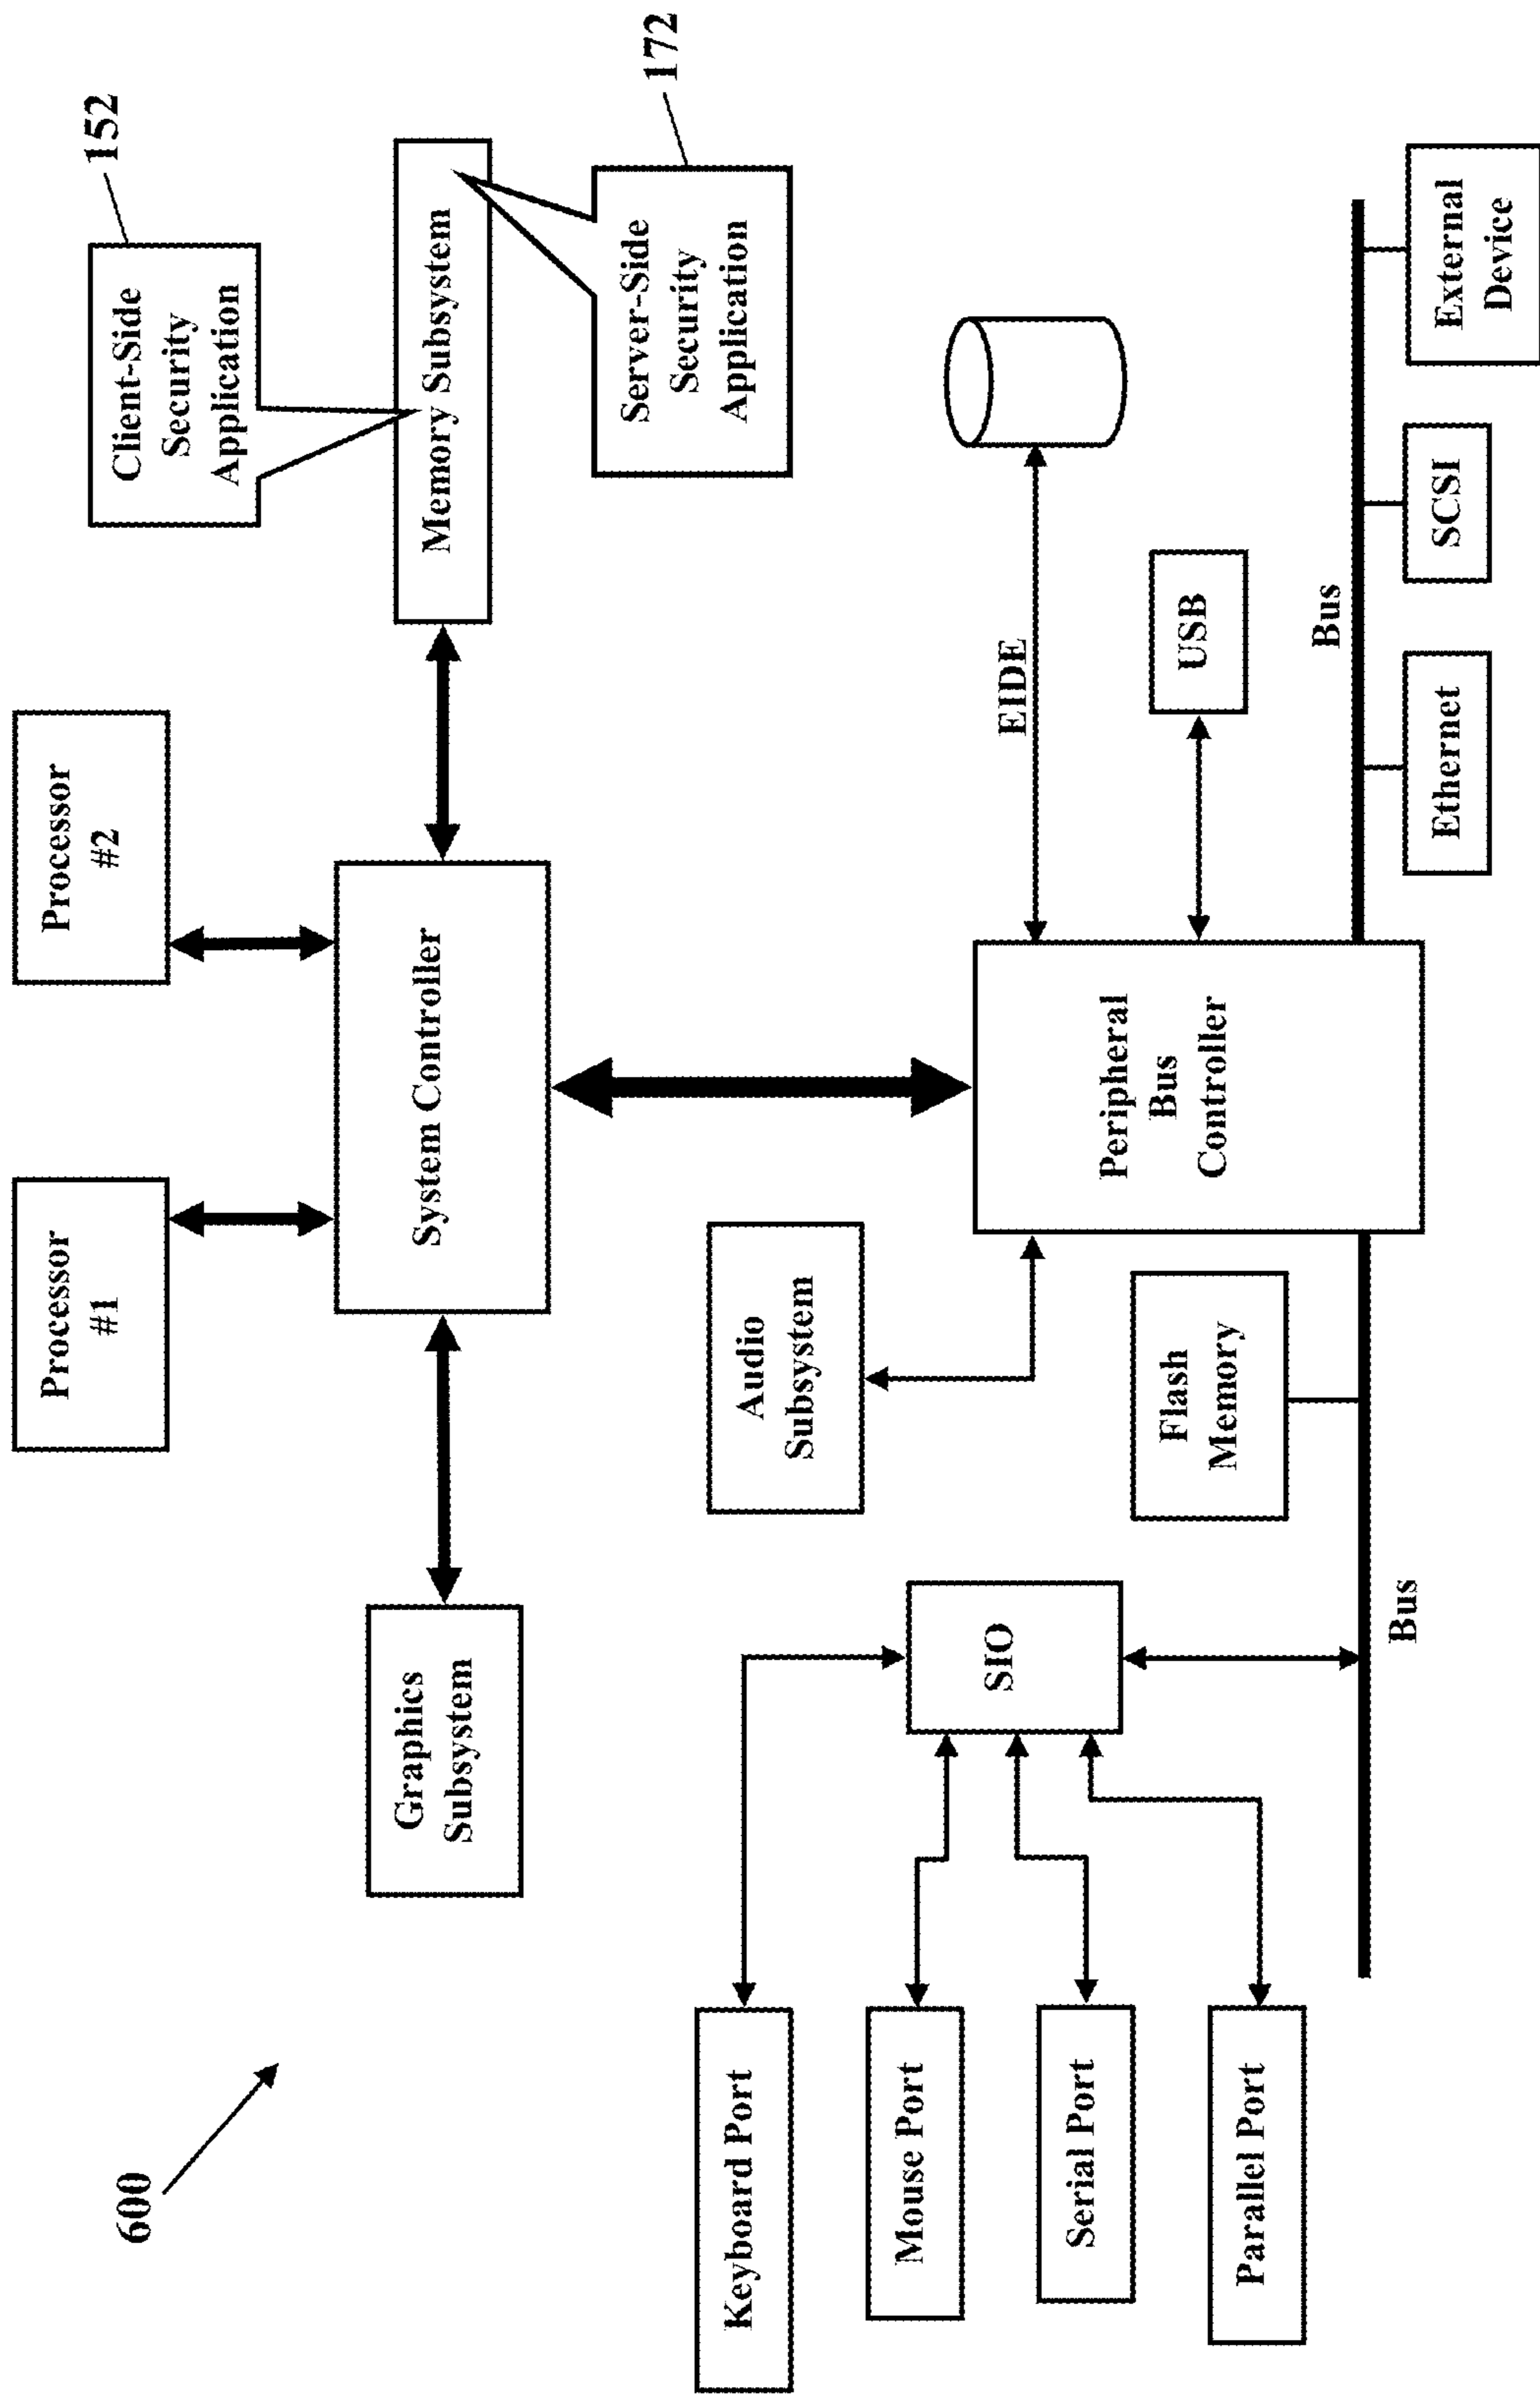 600
Processor
#1
Processor
#2
Client-Side
Security
Application
152
Graphics
Subsystem
System Controller
Memory Subsystem
Server-Side
Security
Application
172
Keyboard Port
Mouse Port
Serial Port
Parallel Port
SIO
Audio
Subsystem
Flash
Memory
Peripheral
Bus
Controller
EIDE
USB
Bus
Bus
Ethernet
SCSI
External
Device